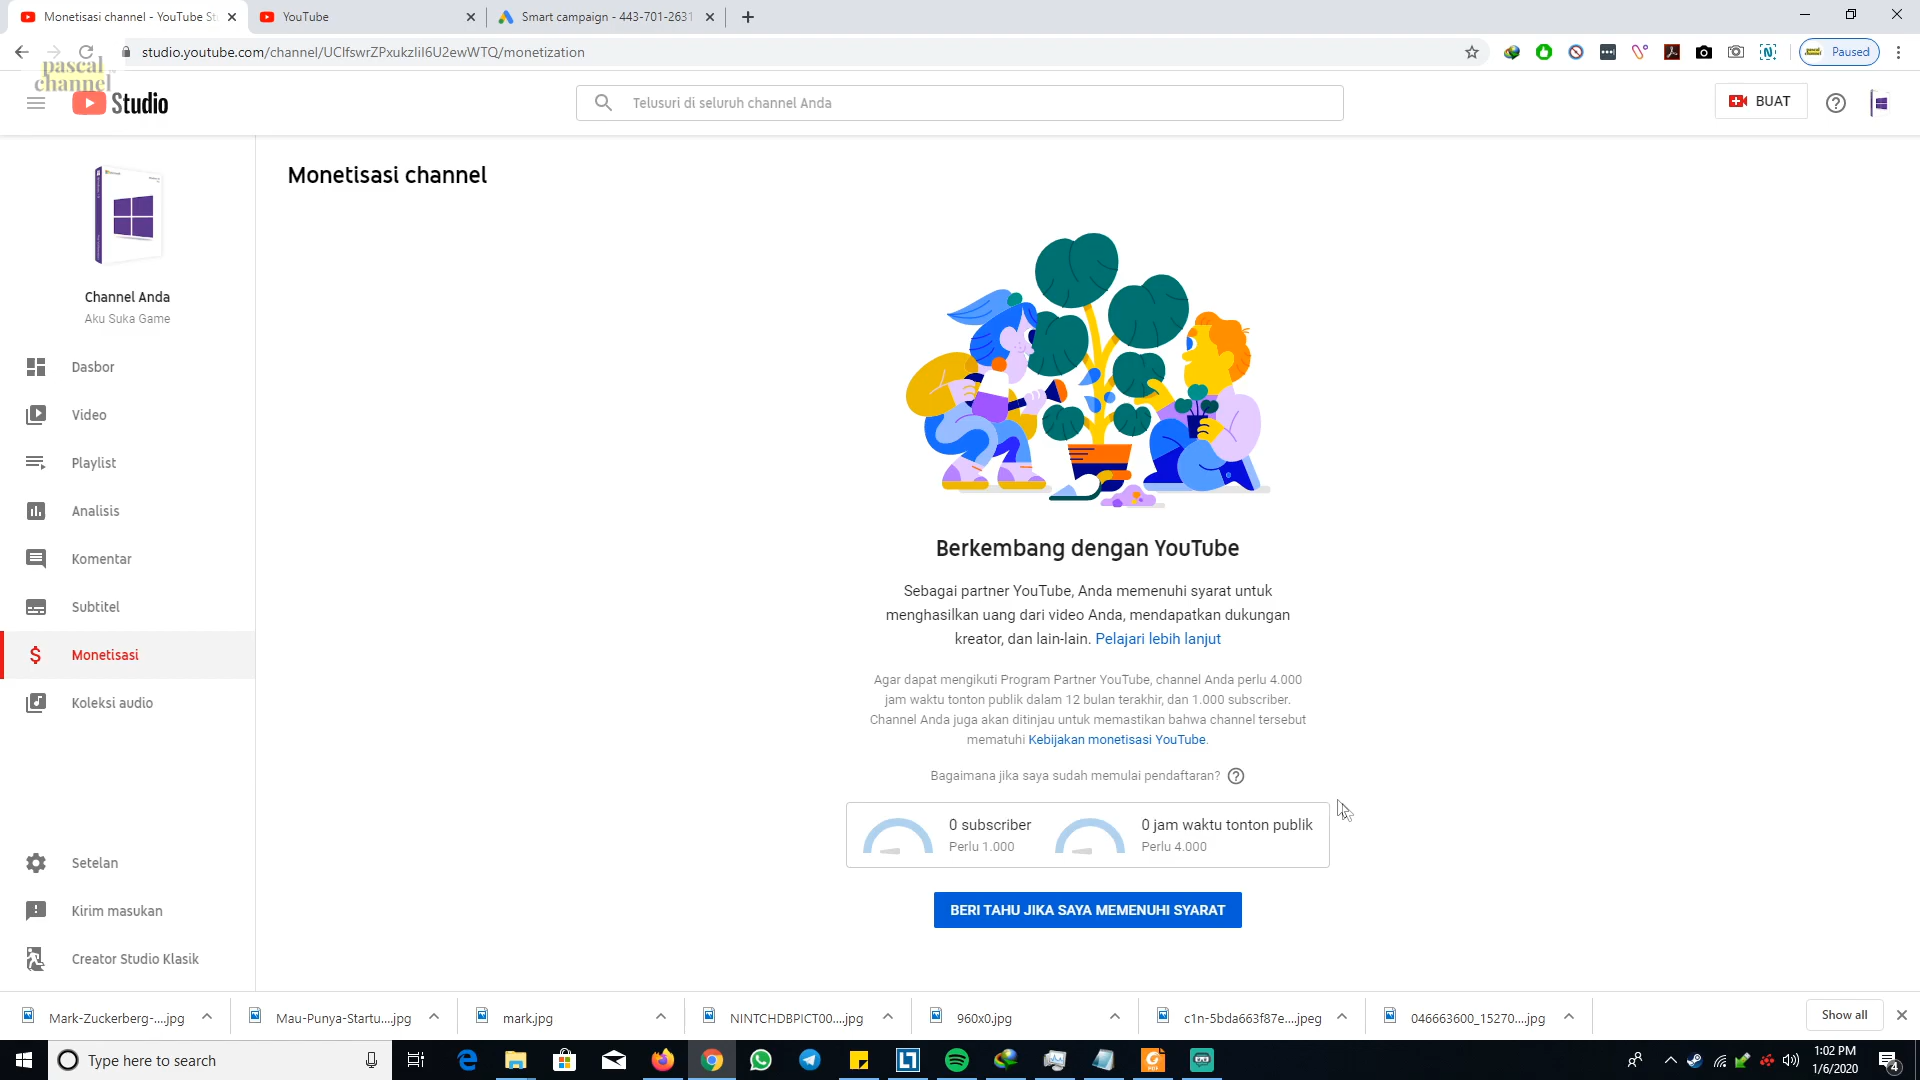 Monetisasi channel - YouTube St
YouTube
Smart campaign - 443-701-2631
studio.youtube.com/channel/UCIfswrZPxukzIiI6U2ewWTQ/monetization
Paused
pascal
channel
Studio
Telusuri di seluruh channel Anda
BUAT
Channel Anda
Aku Suka Game
Dasbor
Video
Playlist
Analisis
Komentar
Subtitel
Monetisasi
Koleksi audio
Setelan
Kirim masukan
Creator Studio Klasik
Monetisasi channel
Berkembang dengan YouTube
Sebagai partner YouTube, Anda memenuhi syarat untuk
menghasilkan uang dari video Anda, mendapatkan dukungan
kreator, dan lain-lain. Pelajari lebih lanjut
Agar dapat mengikuti Program Partner YouTube, channel Anda perlu 4.000
jam waktu tonton publik dalam 12 bulan terakhir, dan 1.000 subscriber.
Channel Anda juga akan ditinjau untuk memastikan bahwa channel tersebut
mematuhi Kebijakan monetisasi YouTube.
Bagaimana jika saya sudah memulai pendaftaran?
0 subscriber
Perlu 1.000
0 jam waktu tonton publik
Perlu 4.000
BERI TAHU JIKA SAYA MEMENUHI SYARAT
Mark-Zuckerberg-....jpg
Mau-Punya-Startu....jpg
mark.jpg
NINTCHDBPICT00....jpg
960x0.jpg
c1n-5bda663f87e....jpeg
046663600_15270....jpg
Show all
Type here to search
1:02 PM
1/6/2020
4